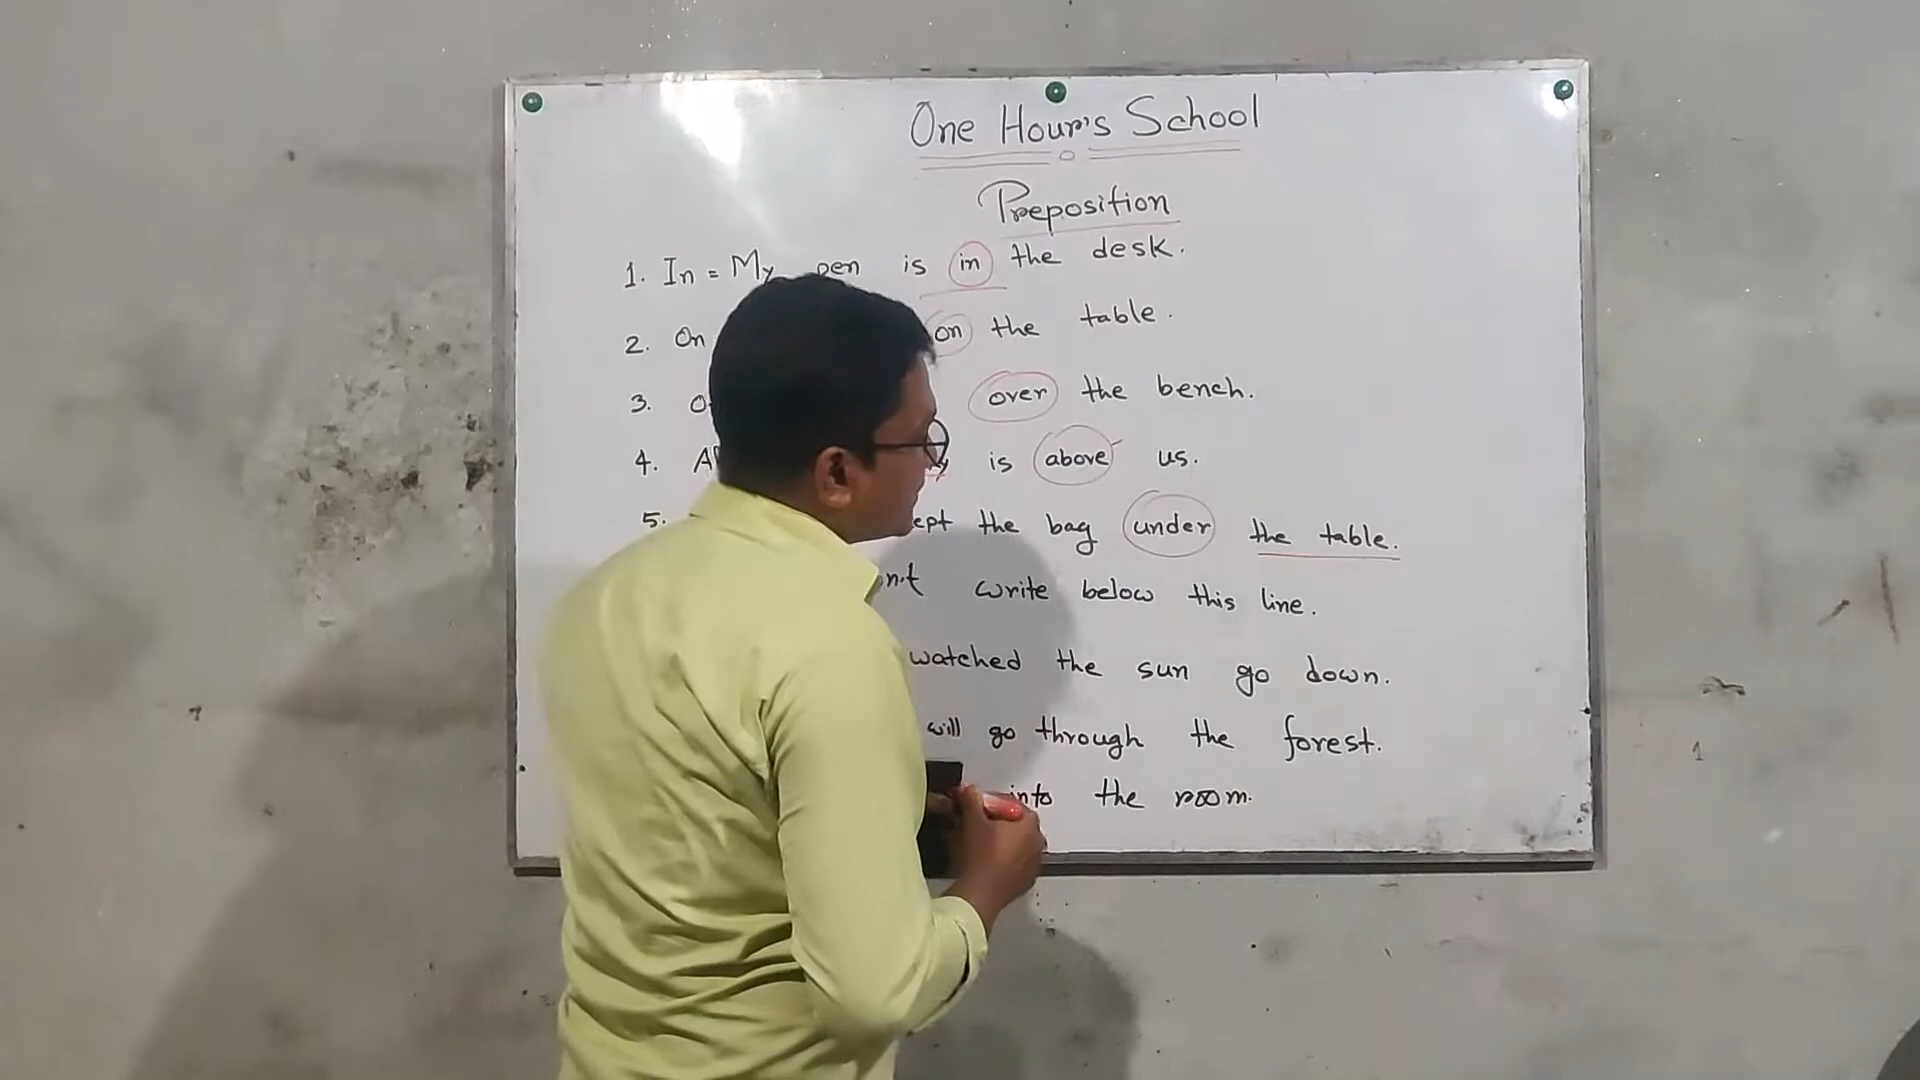 One Hour's School
Preposition
1. In = My pen is in the desk.
2. On on the table.
3. over the bench.
4. is above us.
5. the bag under the table.
write below this line.
watched the sun go down.
will go through the forest.
into the room.